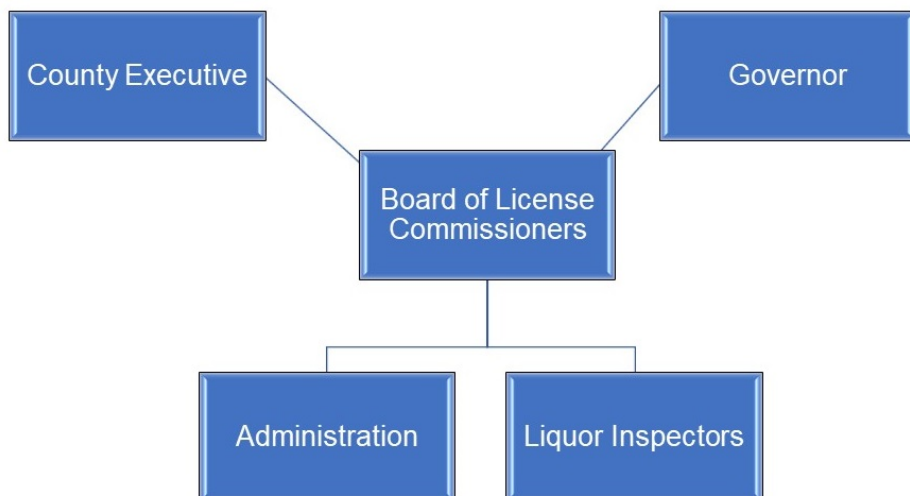 County Executive
Governor
Board of License
Commissioners
Administration
Liquor Inspectors